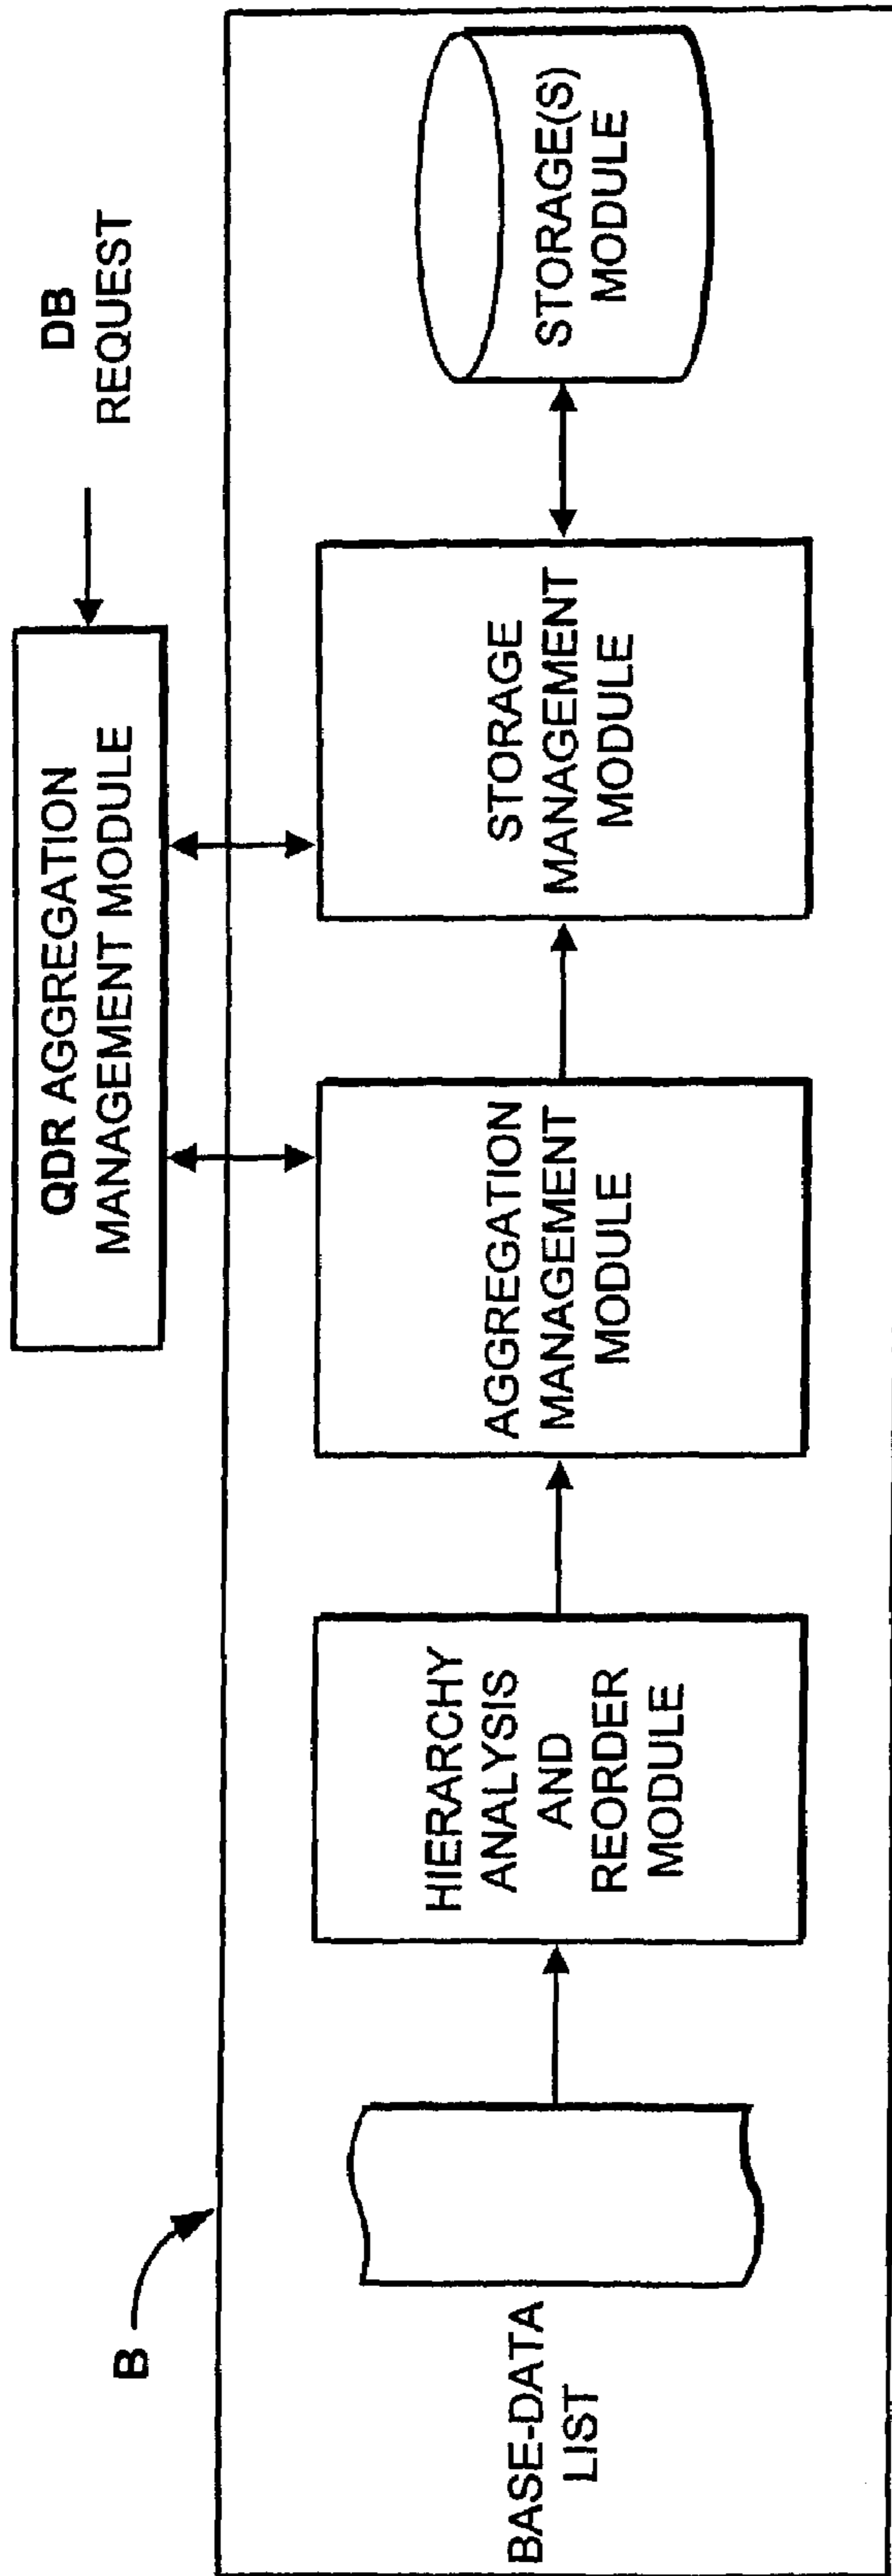 DB
REQUEST
QDR AGGREGATION
MANAGEMENT MODULE
B
BASE-DATA
LIST
HIERARCHY
ANALYSIS
AND
REORDER
MODULE
AGGREGATION
MANAGEMENT
MODULE
STORAGE
MANAGEMENT
MODULE
STORAGE(S)
MODULE